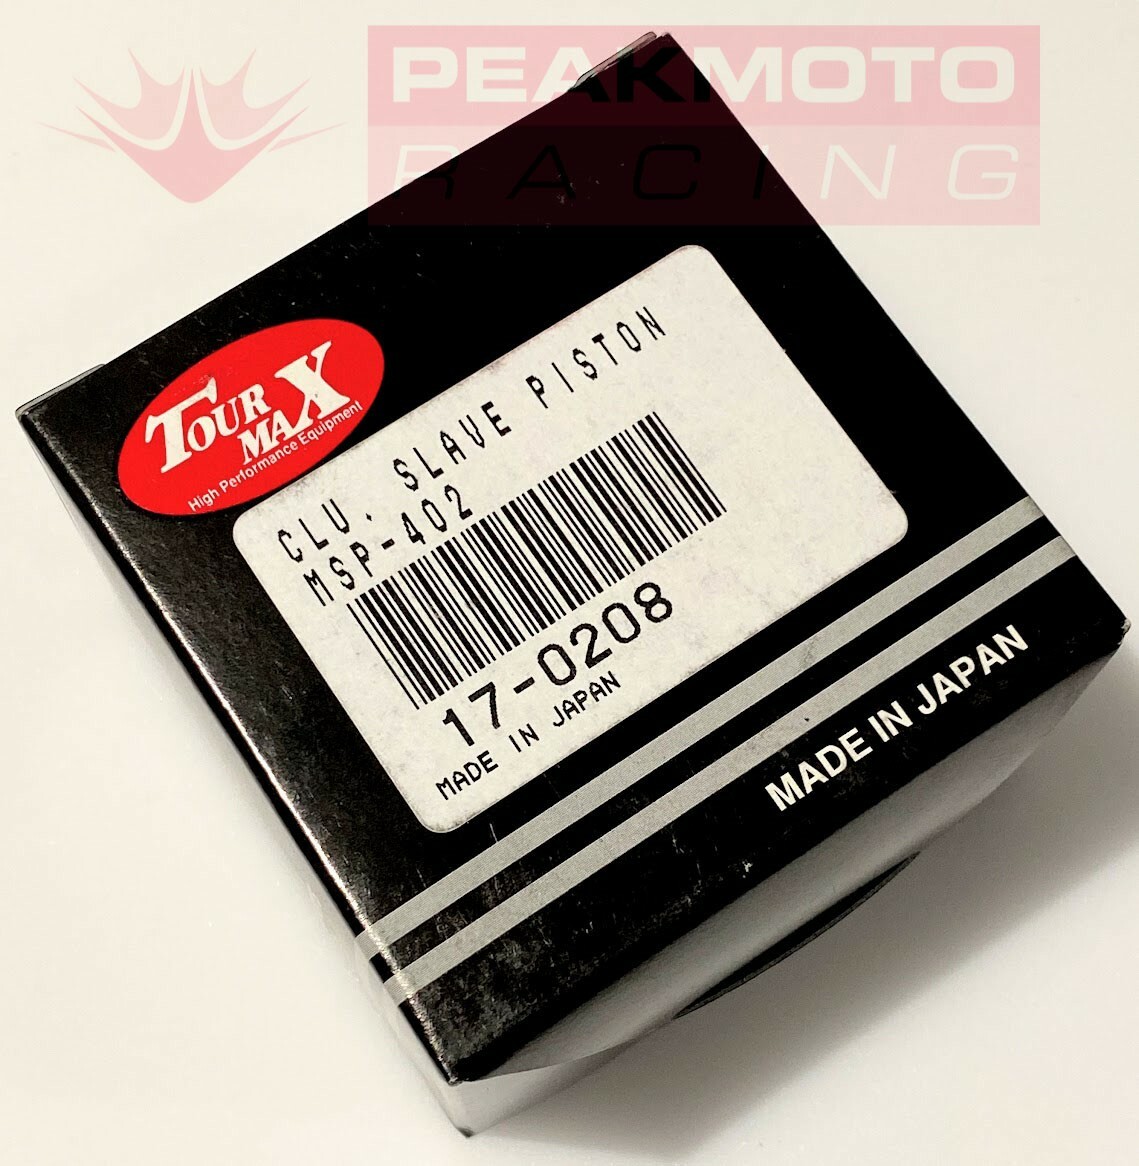 PEAKMOTO
RACING
TOUR
MAX
High Performance Equipment
CLU. SLAVE PISTON
MSP-402
17-0208
MADE IN JAPAN
MADE IN JAPAN